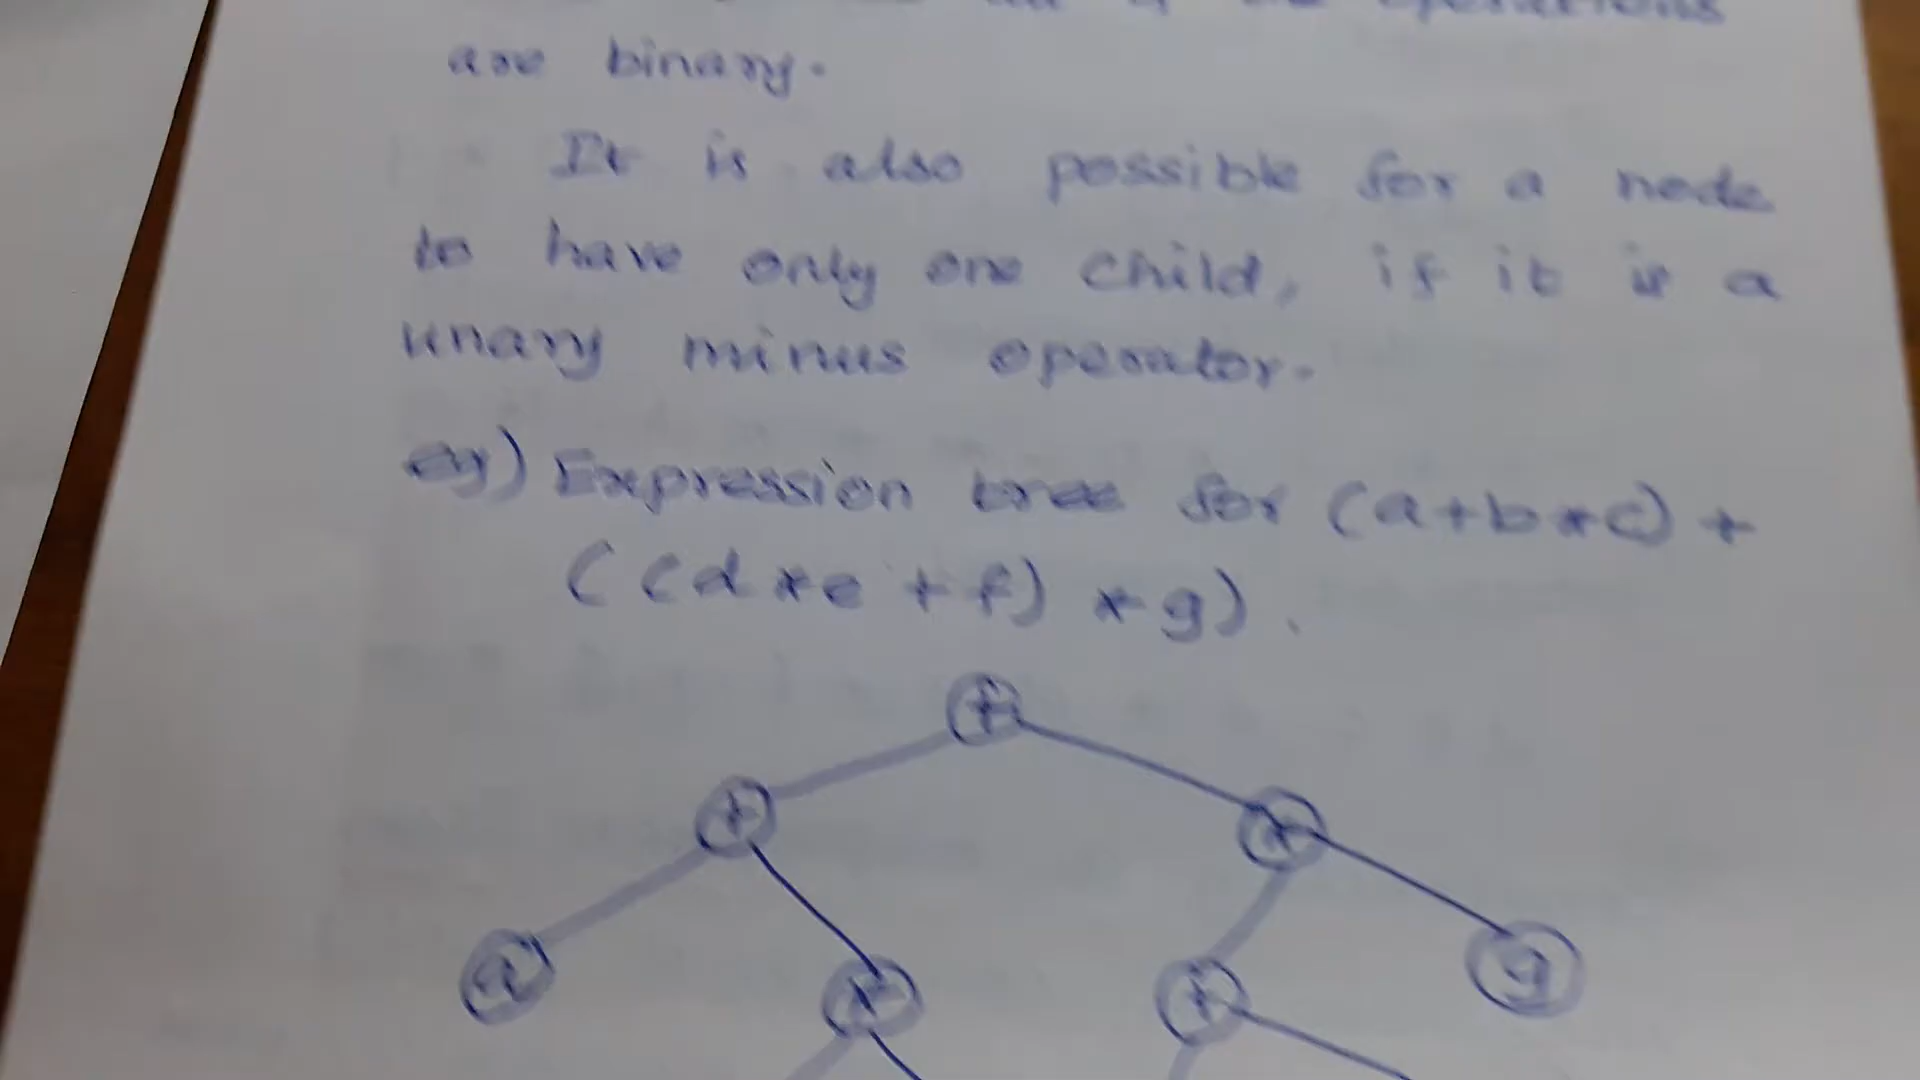 operations
are binary.
It is also possible for a node
to have only one child, if it is a
unary minus operator.
eg) Expression tree for (a+b*c) +
((d*e + f) *g).
+
+ *
a * + g